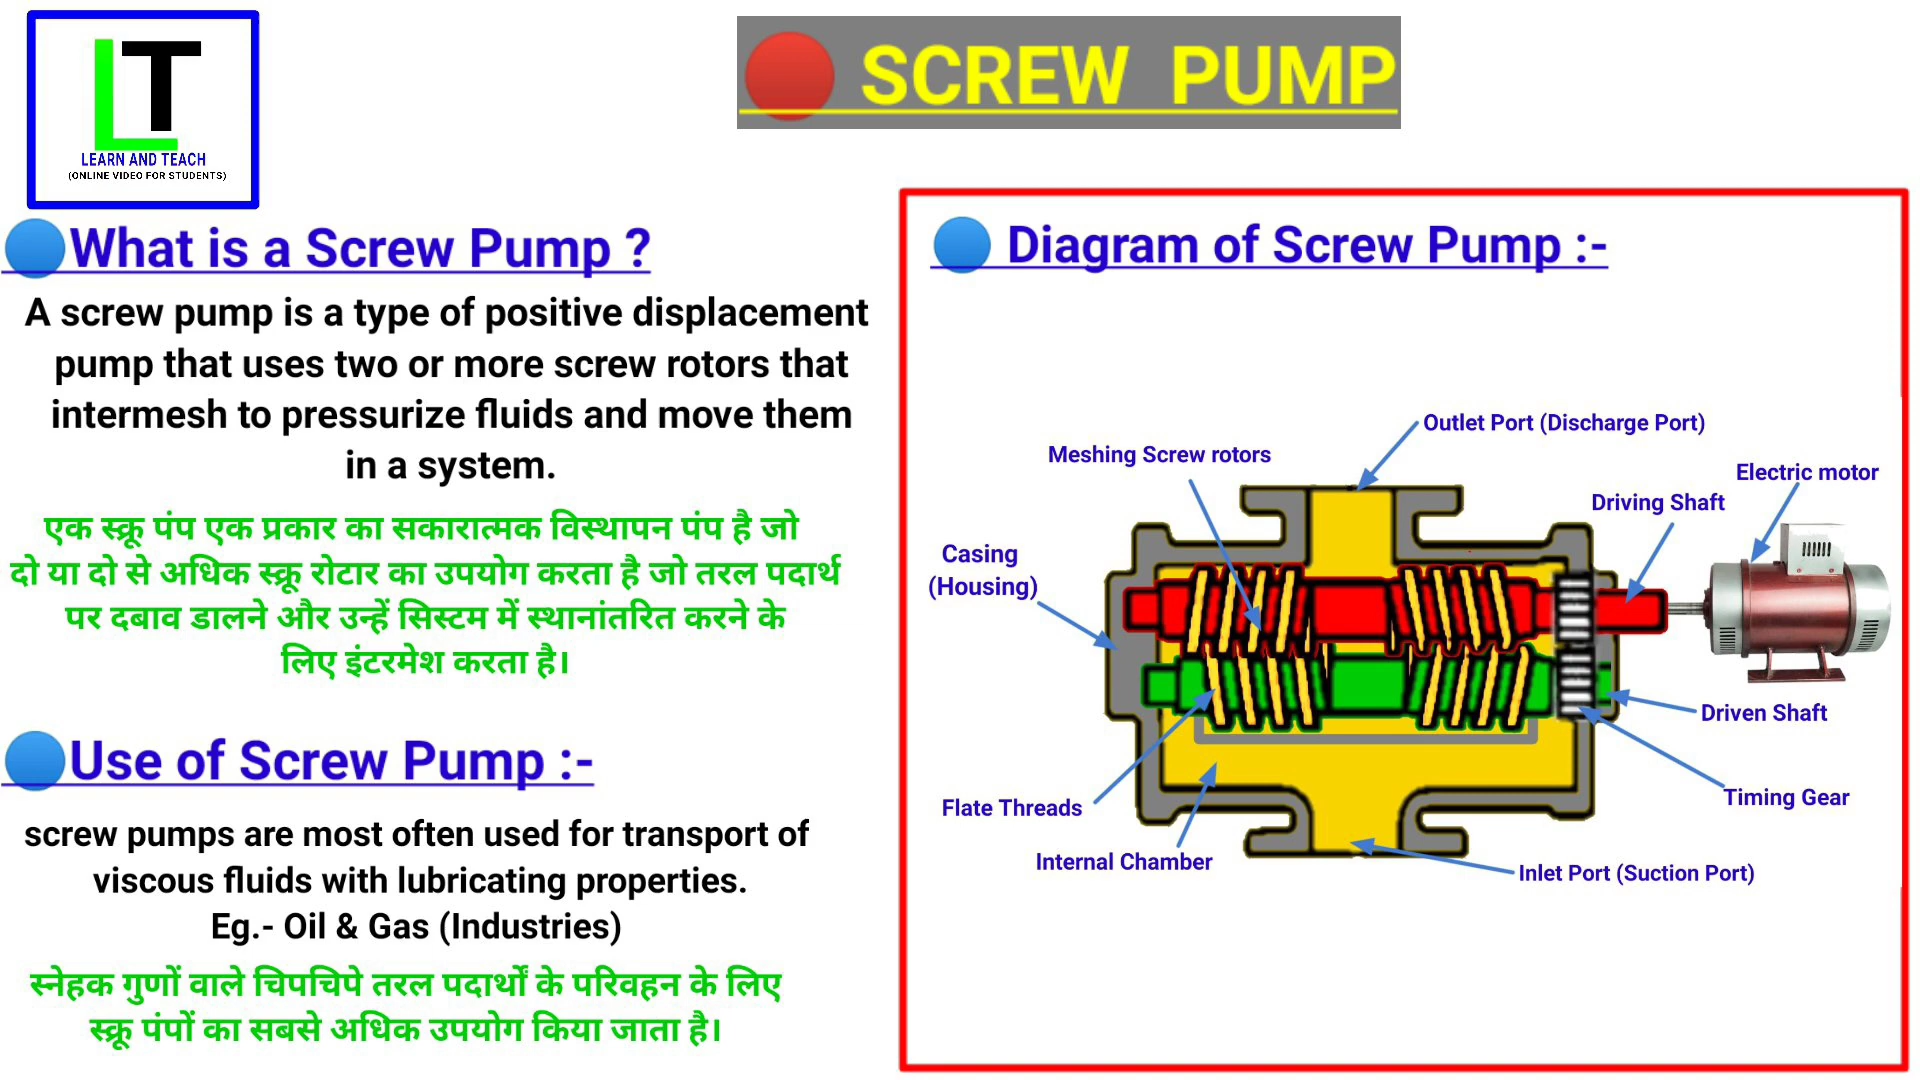 LT
LEARN AND TEACH
(ONLINE VIDEO FOR STUDENTS)
SCREW PUMP
What is a Screw Pump ?
A screw pump is a type of positive displacement
pump that uses two or more screw rotors that
intermesh to pressurize fluids and move them
in a system.
एक स्क्रू पंप एक प्रकार का सकारात्मक विस्थापन पंप है जो
दो या दो से अधिक स्क्रू रोटार का उपयोग करता है जो तरल पदार्थ
पर दबाव डालने और उन्हें सिस्टम में स्थानांतरित करने के
लिए इंटरमेश करता है।
Use of Screw Pump :-
screw pumps are most often used for transport of
viscous fluids with lubricating properties.
Eg.- Oil & Gas (Industries)
स्नेहक गुणों वाले चिपचिपे तरल पदार्थों के परिवहन के लिए
स्क्रू पंपों का सबसे अधिक उपयोग किया जाता है।
Diagram of Screw Pump :-
Outlet Port (Discharge Port)
Meshing Screw rotors
Electric motor
Driving Shaft
Casing
(Housing)
Driven Shaft
Timing Gear
Flate Threads
Internal Chamber
Inlet Port (Suction Port)